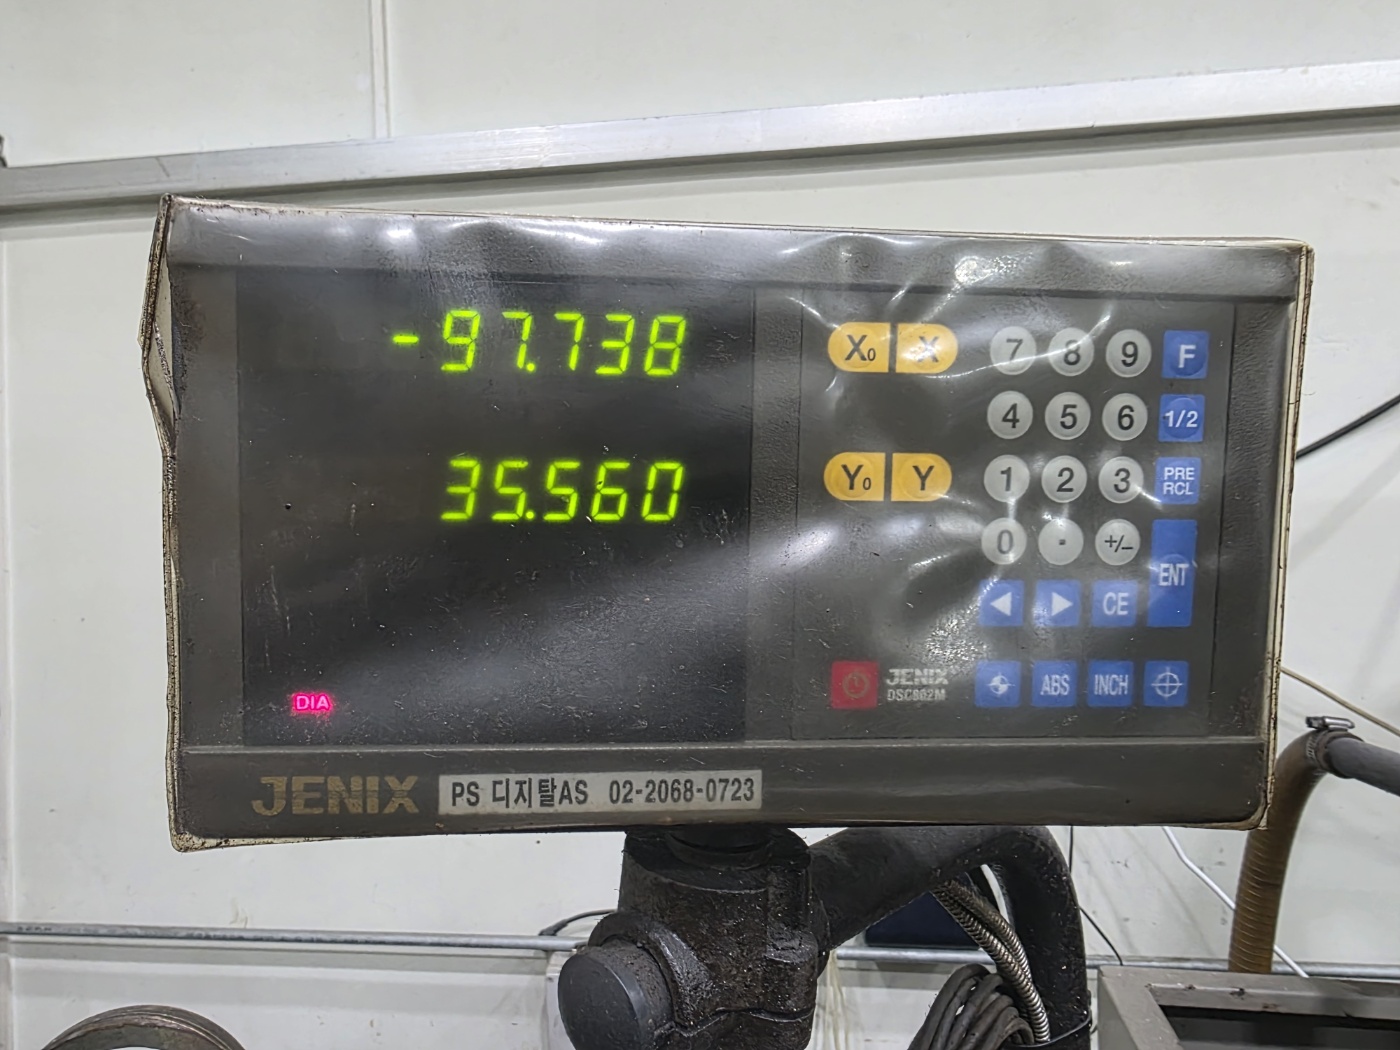 -97.738
X0 X 7 8 9 F
4 5 6 1/2
35.560
Y0 Y 1 2 3 PRE RCL
0 . +/- ENT
◀ ▶ CE
DIA
JENIX
DSC802M
ABS INCH
JENIX PS 디지탈AS 02-2068-0723